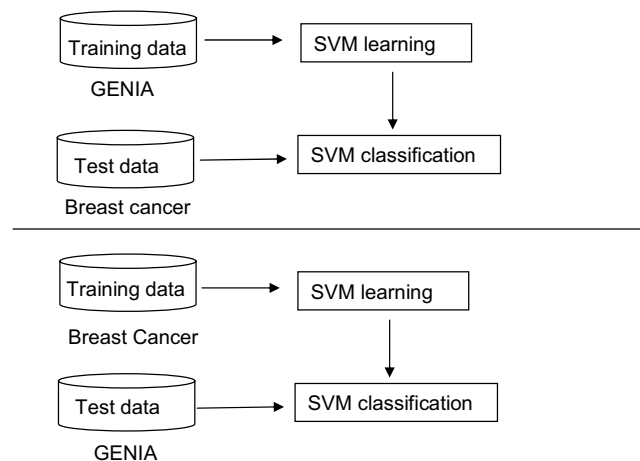 Training data
SVM learning
GENIA
Test data
SVM classification
Breast cancer
Training data
SVM learning
Breast Cancer
Test data
SVM classification
GENIA